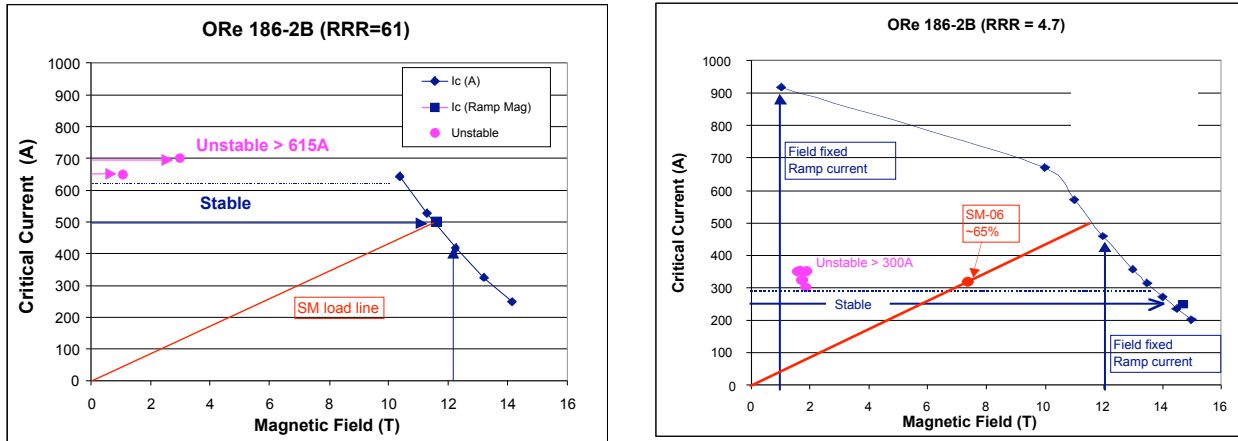 ORe 186-2B (RRR=61)
Critical Current (A)
1000
900
800
700
600
500
400
300
200
100
0
Ic (A)
Ic (Ramp Mag)
Unstable
Unstable > 615A
Stable
SM load line
0 2 4 6 8 10 12 14 16
Magnetic Field (T)
ORe 186-2B (RRR = 4.7)
Critical Current (A)
1000
900
800
700
600
500
400
300
200
100
0
Field fixed
Ramp current
SM-06
~65%
Unstable > 300A
Stable
Field fixed
Ramp current
0 2 4 6 8 10 12 14 16
Magnetic Field (T)